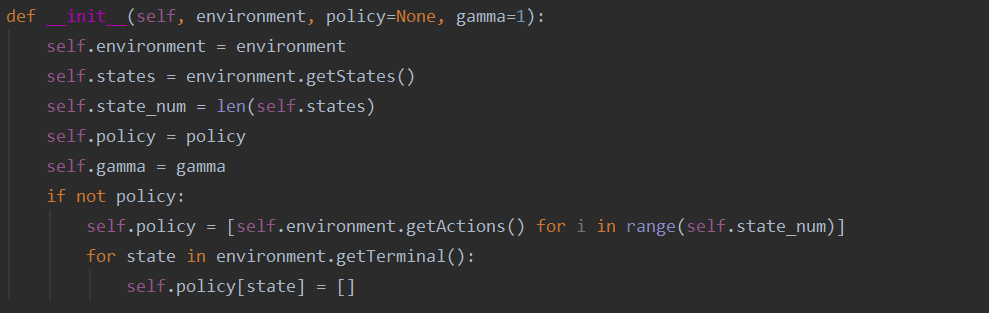 def __init__(self, environment, policy=None, gamma=1):
    self.environment = environment
    self.states = environment.getStates()
    self.state_num = len(self.states)
    self.policy = policy
    self.gamma = gamma
    if not policy:
        self.policy = [self.environment.getActions() for i in range(self.state_num)]
        for state in environment.getTerminal():
            self.policy[state] = []